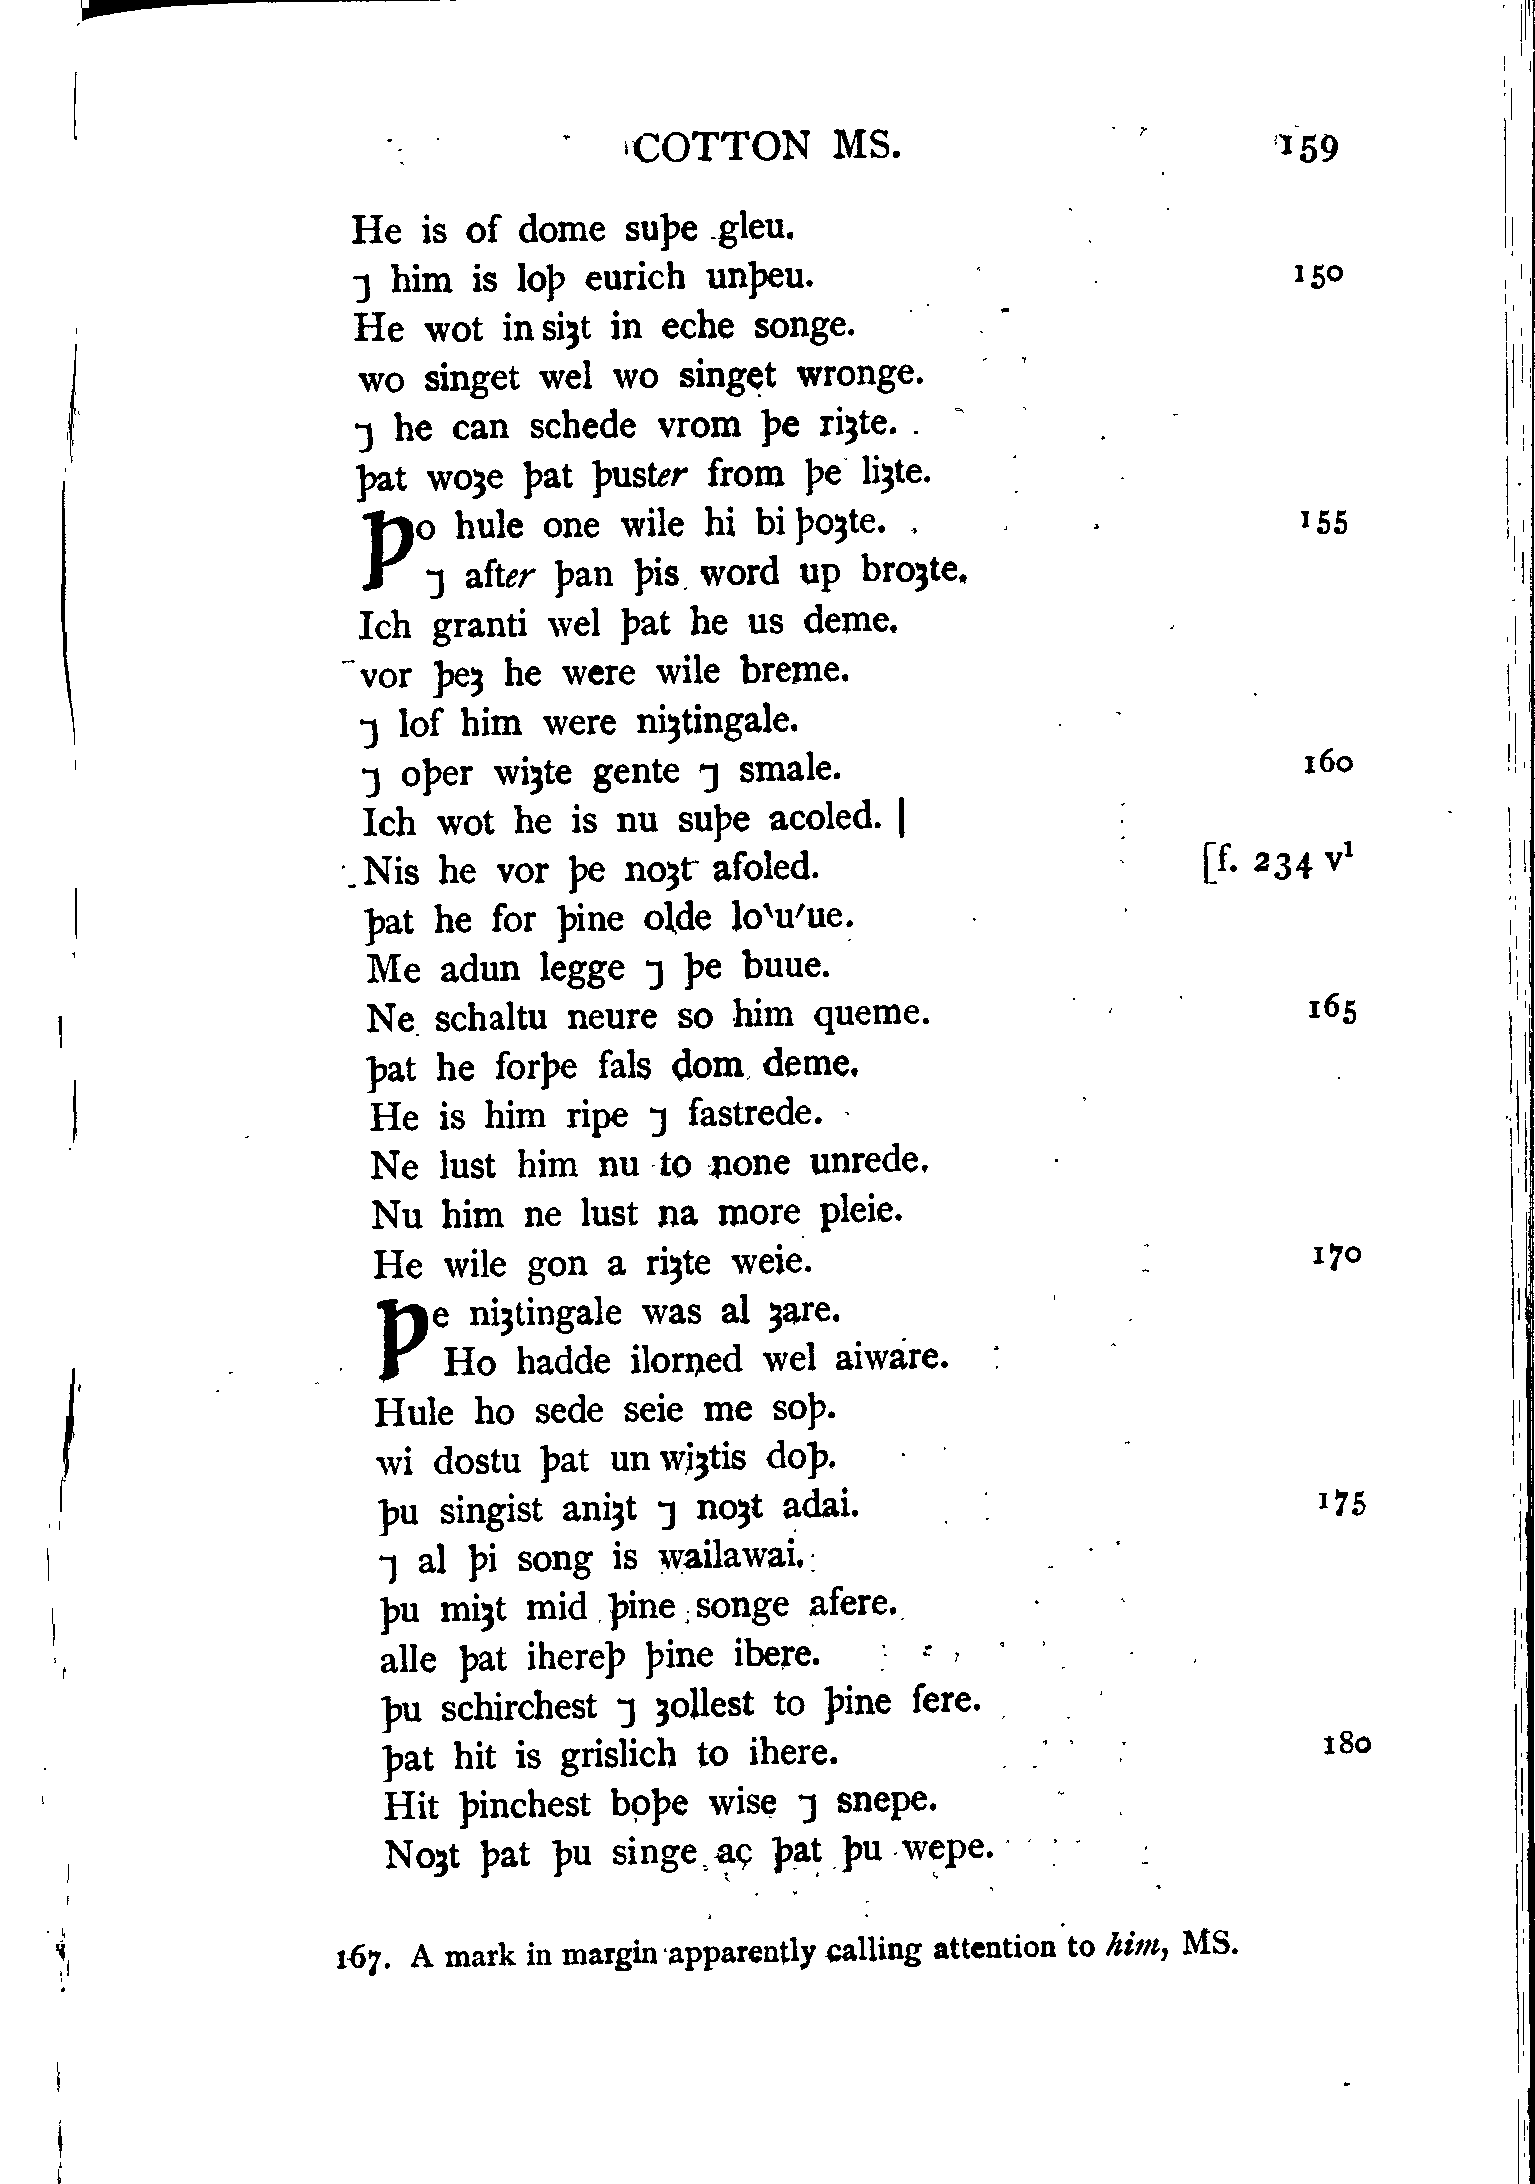 COTTON MS. 159
He is of dome suþe gleu.
⁊ him is loþ eurich unþeu. 150
He wot in siȝt in eche songe.
wo singet wel wo singet wronge.
⁊ he can schede vrom þe riȝte.
þat woȝe þat þuster from þe liȝte.
Þo hule one wile hi bi þoȝte. 155
⁊ after þan þis word up broȝte.
Ich granti wel þat he us deme.
vor þeȝ he were wile breme.
⁊ lof him were niȝtingale.
⁊ oþer wiȝte gente ⁊ smale. 160
Ich wot he is nu suþe acoled. |
Nis he vor þe noȝt afoled. [f. 234 v¹
þat he for þine olde lo‵u′ue.
Me adun legge ⁊ þe buue.
Ne schaltu neure so him queme. 165
þat he forþe fals dom deme.
He is him ripe ⁊ fastrede.
Ne lust him nu to none unrede.
Nu him ne lust na more pleie.
He wile gon a riȝte weie. 170
Þe niȝtingale was al ȝare.
Ho hadde ilorned wel aiware.
Hule ho sede seie me soþ.
wi dostu þat un wiȝtis doþ.
þu singist aniȝt ⁊ noȝt adai. 175
⁊ al þi song is wailawai.
þu miȝt mid þine songe afere.
alle þat ihereþ þine ibere.
þu schirchest ⁊ ȝollest to þine fere.
þat hit is grislich to ihere. 180
Hit þinchest boþe wise ⁊ snepe.
Noȝt þat þu singe ac þat þu wepe.
167. A mark in margin apparently calling attention to him, MS.